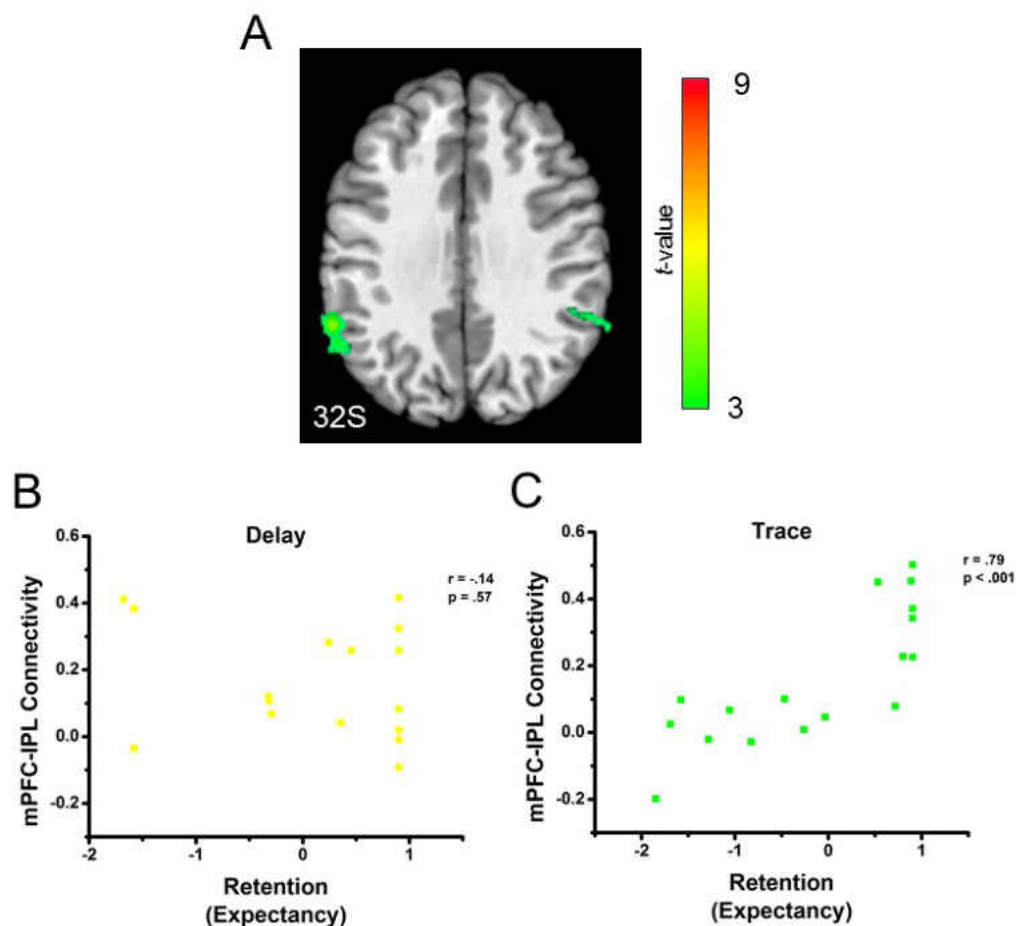 A
9
t-value
3
32S
B
Delay
r = -.14
p = .57
0.6
0.4
0.2
0.0
-0.2
mPFC-IPL Connectivity
-2
-1
0
1
Retention
(Expectancy)
C
Trace
r = .79
p < .001
0.6
0.4
0.2
0.0
-0.2
mPFC-IPL Connectivity
-2
-1
0
1
Retention
(Expectancy)